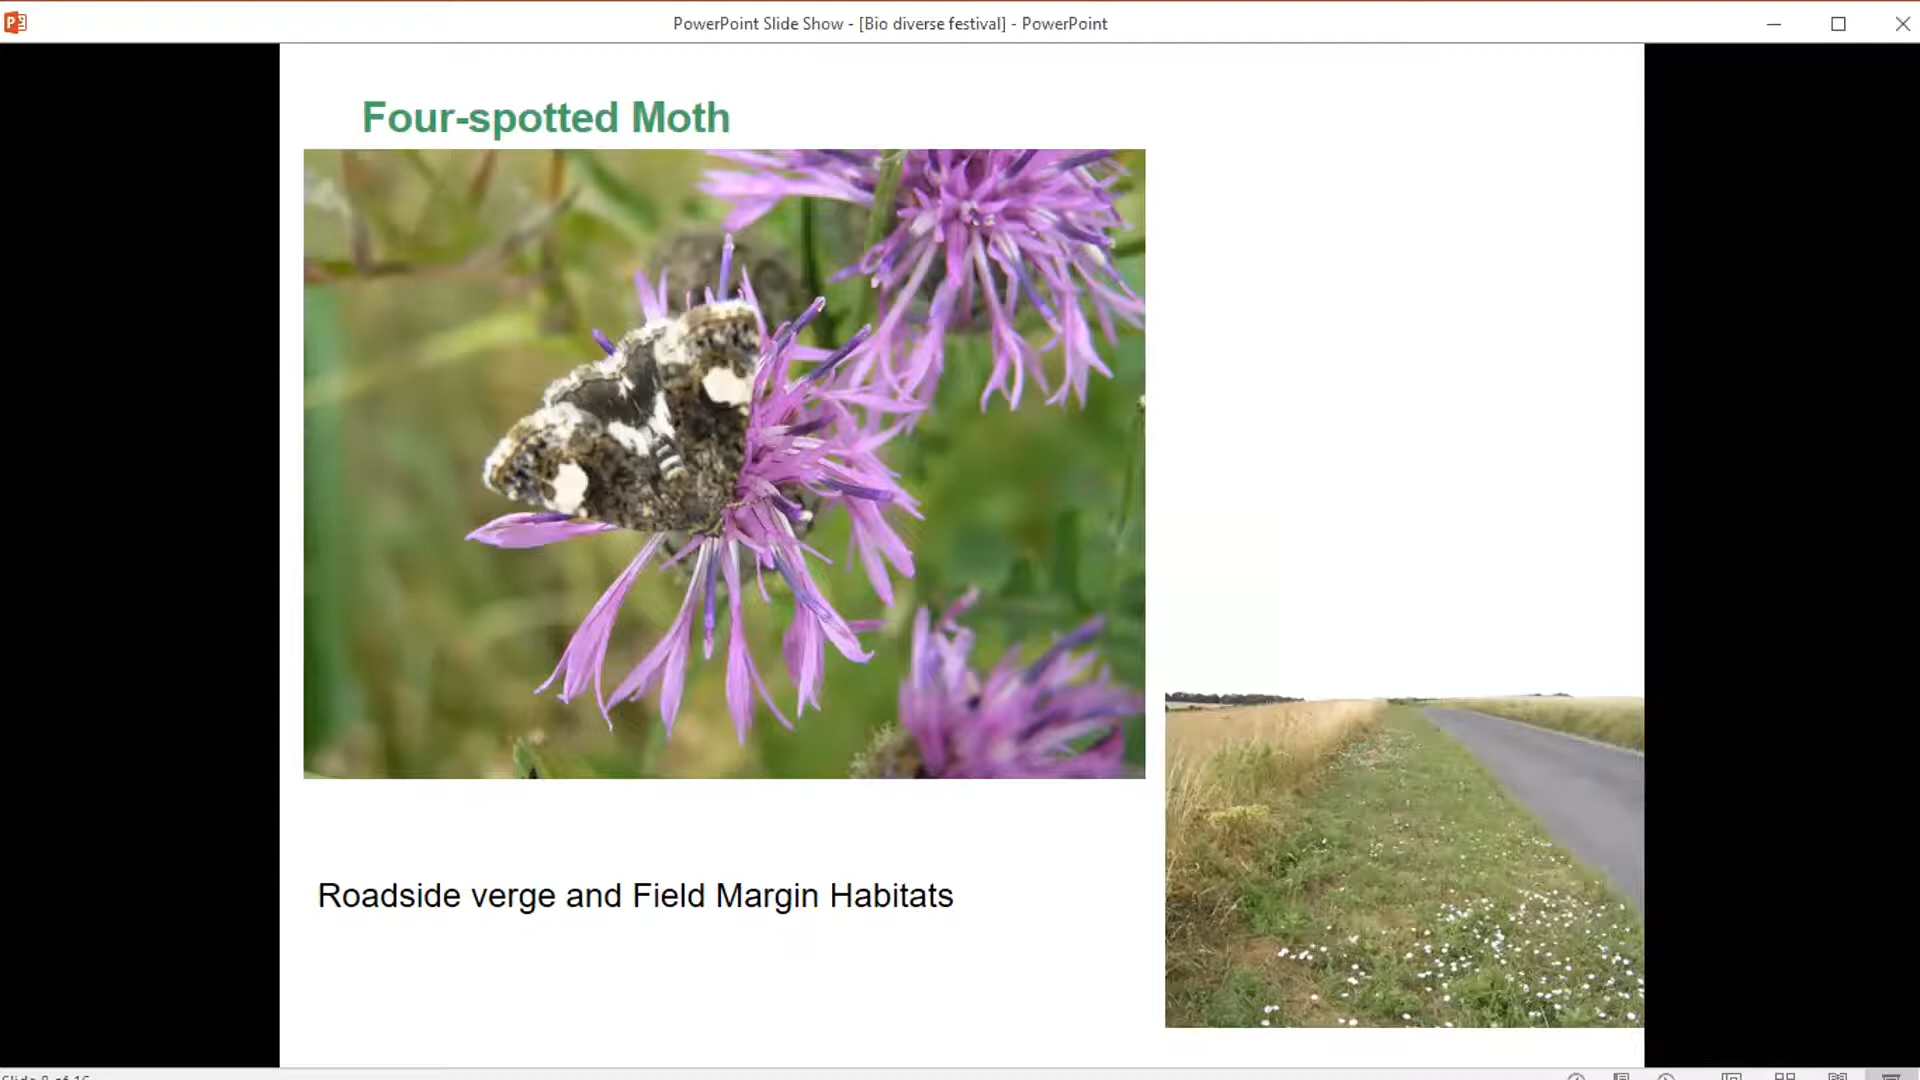 PowerPoint Slide Show - [Bio diverse festival] - PowerPoint
Four-spotted Moth
Roadside verge and Field Margin Habitats